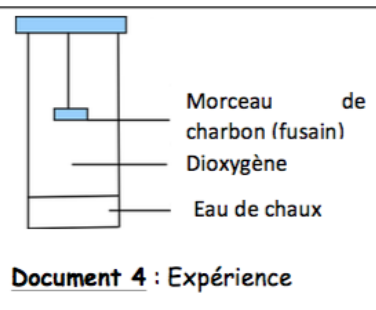 Morceau de
charbon (fusain)
Dioxygène
Eau de chaux
Document 4 : Expérience